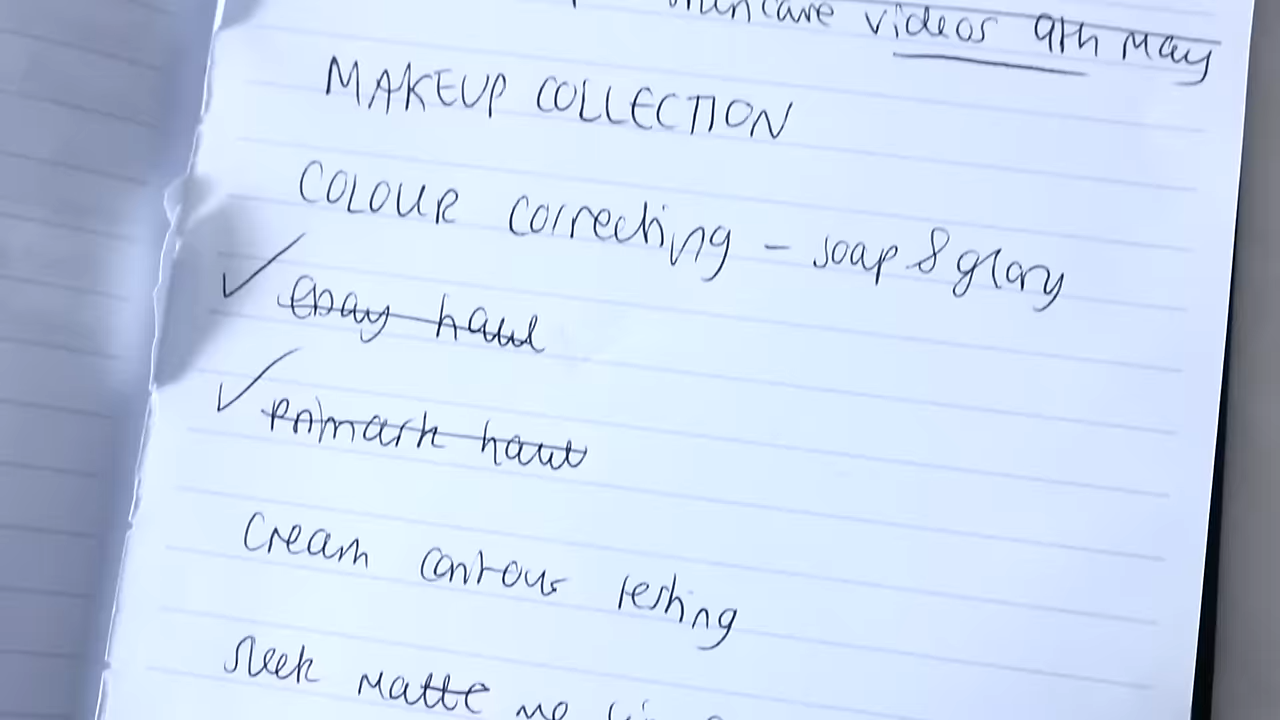 skincare videos 9th May
MAKEUP COLLECTION
COLOUR correcting - soap & glory
ebay haul
Primark haul
cream contour testing
sleek matte me